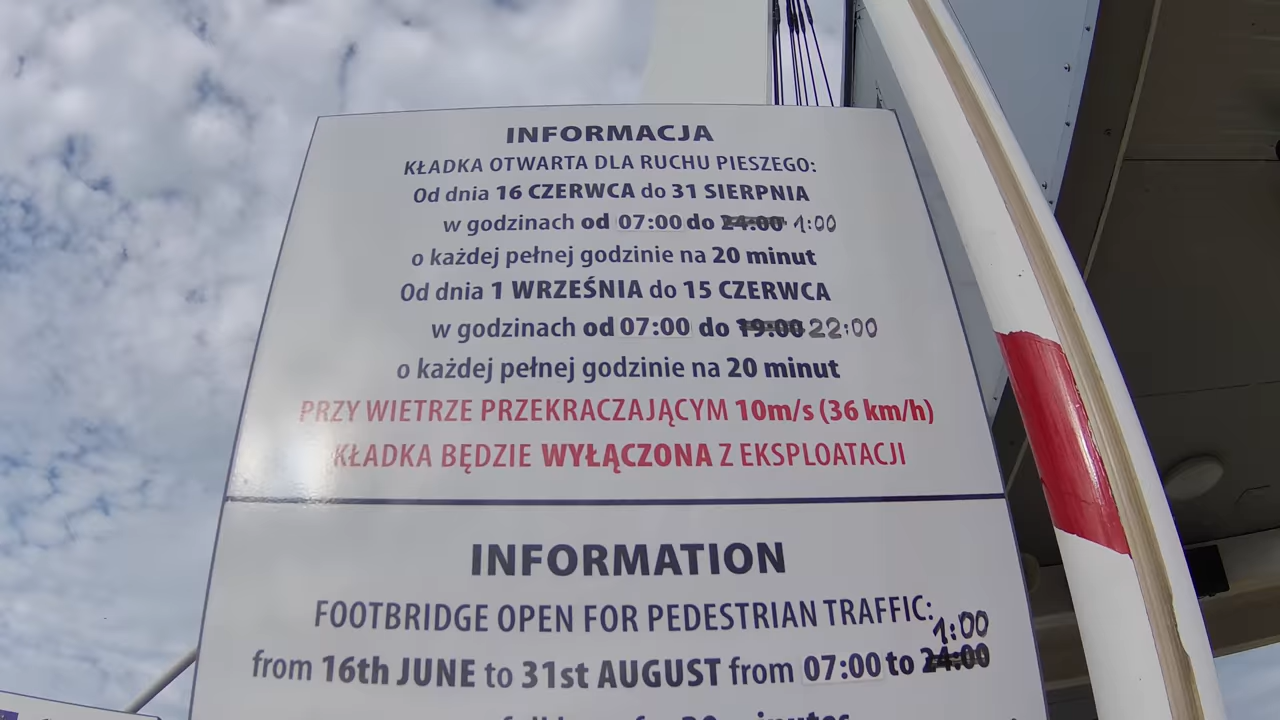 INFORMACJA
KŁADKA OTWARTA DLA RUCHU PIESZEGO:
Od dnia 16 CZERWCA do 31 SIERPNIA
w godzinach od 07:00 do 24:00 1:00
o każdej pełnej godzinie na 20 minut
Od dnia 1 WRZEŚNIA do 15 CZERWCA
w godzinach od 07:00 do 19:00 22:00
o każdej pełnej godzinie na 20 minut
PRZY WIETRZE PRZEKRACZAJĄCYM 10m/s (36 km/h)
KŁADKA BĘDZIE WYŁĄCZONA Z EKSPLOATACJI
INFORMATION
FOOTBRIDGE OPEN FOR PEDESTRIAN TRAFFIC:
1:00
from 16th JUNE to 31st AUGUST from 07:00 to 24:00